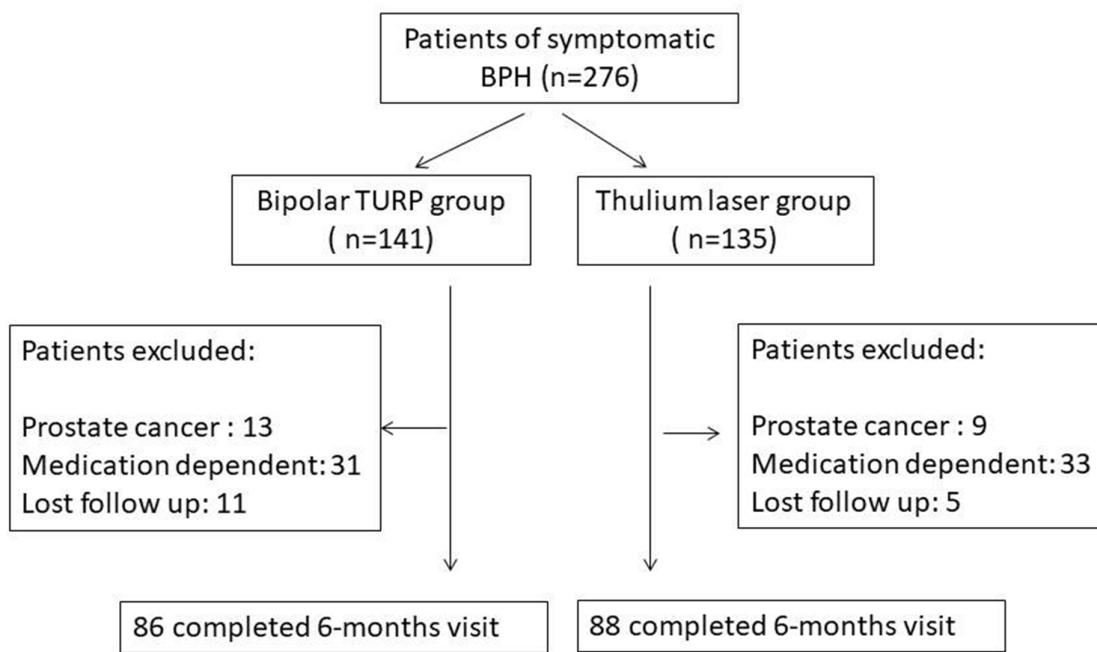 Patients of symptomatic
BPH (n=276)
Bipolar TURP group
( n=141)
Thulium laser group
( n=135)
Patients excluded:
Prostate cancer : 13
Medication dependent: 31
Lost follow up: 11
Patients excluded:
Prostate cancer : 9
Medication dependent: 33
Lost follow up: 5
86 completed 6-months visit
88 completed 6-months visit